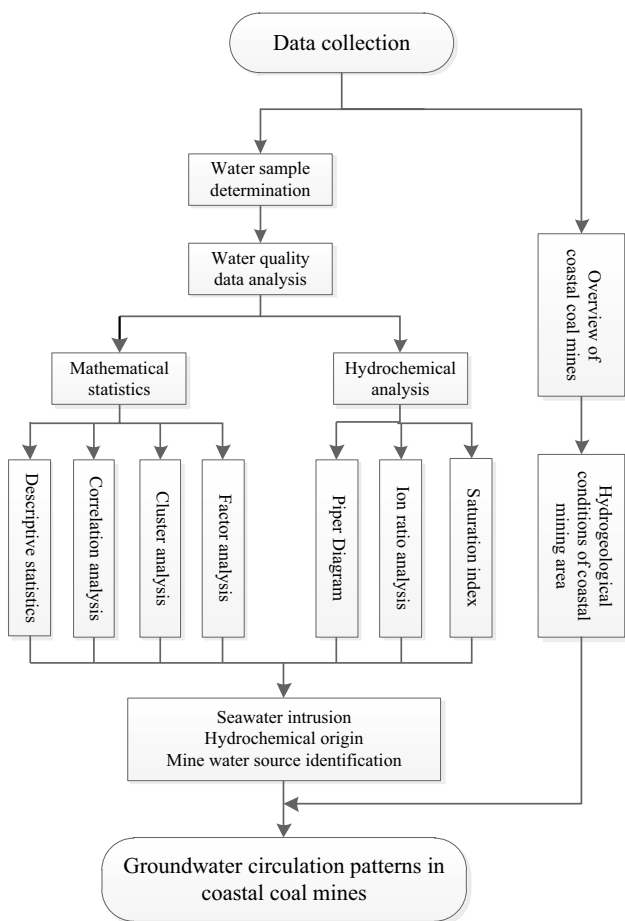 Data collection
Water sample
determination
Water quality
data analysis
Overview of
coastal coal mines
Mathematical
statistics
Hydrochemical
analysis
Descriptive statistics
Correlation analysis
Cluster analysis
Factor analysis
Piper Diagram
Ion ratio analysis
Saturation index
Hydrogeological
conditions of coastal
mining area
Seawater intrusion
Hydrochemical origin
Mine water source identification
Groundwater circulation patterns in
coastal coal mines